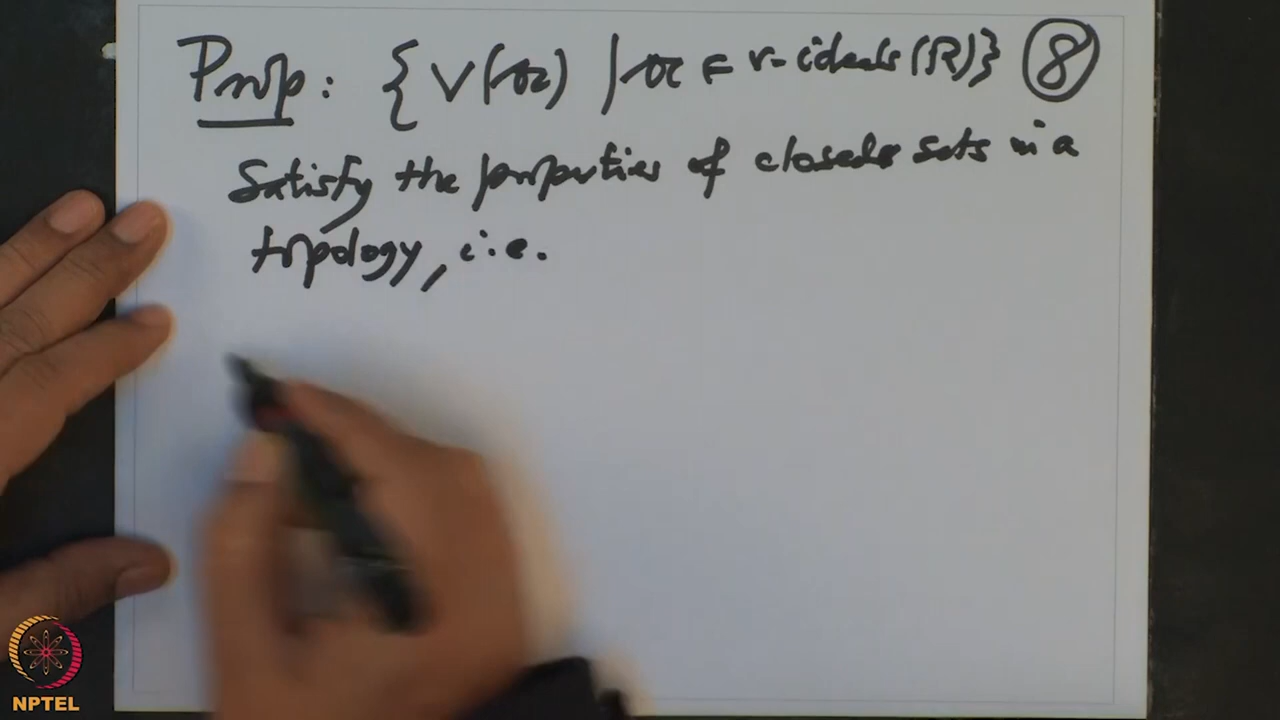 Prop: { V(𝔞) | 𝔞 ∈ r-ideals(R)} ⑧
Satisfy the properties of closed sets in a
topology, i.e.
NPTEL